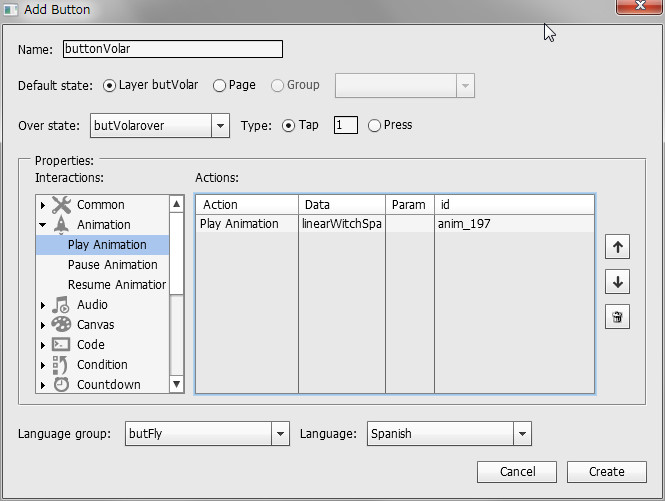 Add Button
Name: buttonVolar
Default state: Layer butVolar Page Group
Over state: butVolarover Type: Tap 1 Press
Properties:
Interactions: Actions:
Common
Animation
Play Animation
Pause Animation
Resume Animation
Audio
Canvas
Code
Condition
Countdown
Action Data Param id
Play Animation linearWitchSpa anim_197
Language group: butFly Language: Spanish
Cancel Create